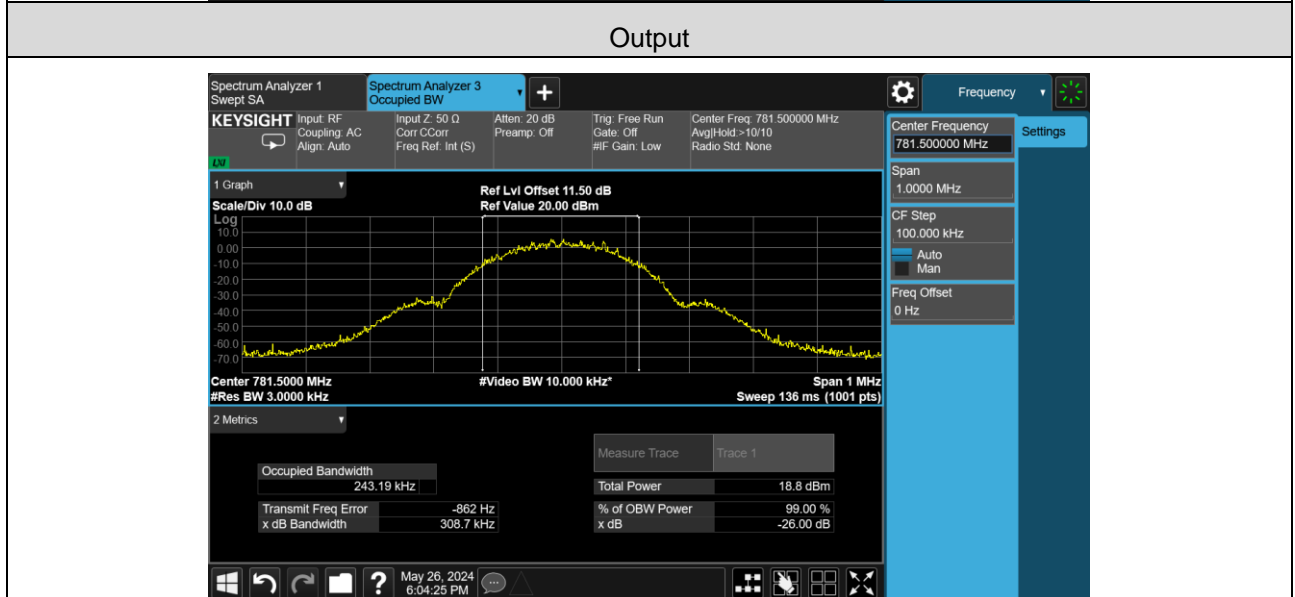 Output
Spectrum Analyzer 1
Swept SA
Spectrum Analyzer 3
Occupied BW
Frequency
KEYSIGHT
Input: RF
Coupling: AC
Align: Auto
Input Z: 50 Ω
Corr CCorr
Freq Ref: Int (S)
Atten: 20 dB
Preamp: Off
Trig: Free Run
Gate: Off
#IF Gain: Low
Center Freq: 781.500000 MHz
Avg|Hold:>10/10
Radio Std: None
LXI
Center Frequency
781.500000 MHz
Settings
Span
1.0000 MHz
CF Step
100.000 kHz
Auto
Man
Freq Offset
0 Hz
1 Graph
Scale/Div 10.0 dB
Ref Lvl Offset 11.50 dB
Ref Value 20.00 dBm
Log
10.0
0.00
-10.0
-20.0
-30.0
-40.0
-50.0
-60.0
-70.0
Center 781.5000 MHz
#Video BW 10.000 kHz*
Span 1 MHz
#Res BW 3.0000 kHz
Sweep 136 ms (1001 pts)
2 Metrics
Measure Trace
Trace 1
Occupied Bandwidth
243.19 kHz
Total Power
18.8 dBm
Transmit Freq Error
-862 Hz
% of OBW Power
99.00 %
x dB Bandwidth
308.7 kHz
x dB
-26.00 dB
?
May 26, 2024
6:04:25 PM